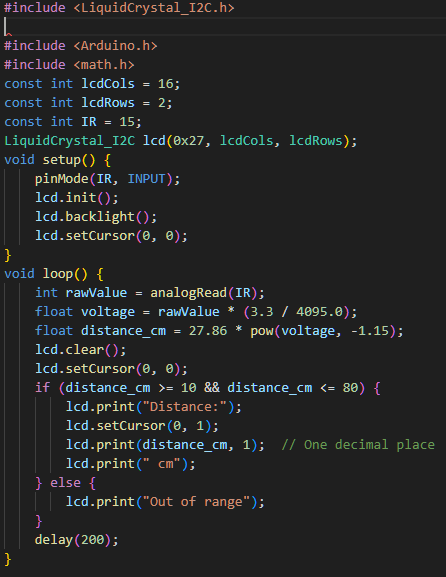 #include <LiquidCrystal_I2C.h>
#include <Arduino.h>
#include <math.h>
const int lcdCols = 16;
const int lcdRows = 2;
const int IR = 15;
LiquidCrystal_I2C lcd(0x27, lcdCols, lcdRows);
void setup() {
    pinMode(IR, INPUT);
    lcd.init();
    lcd.backlight();
    lcd.setCursor(0, 0);
}
void loop() {
    int rawValue = analogRead(IR);
    float voltage = rawValue * (3.3 / 4095.0);
    float distance_cm = 27.86 * pow(voltage, -1.15);
    lcd.clear();
    lcd.setCursor(0, 0);
    if (distance_cm >= 10 && distance_cm <= 80) {
        lcd.print("Distance:");
        lcd.setCursor(0, 1);
        lcd.print(distance_cm, 1);  // One decimal place
        lcd.print(" cm");
    } else {
        lcd.print("Out of range");
    }
    delay(200);
}